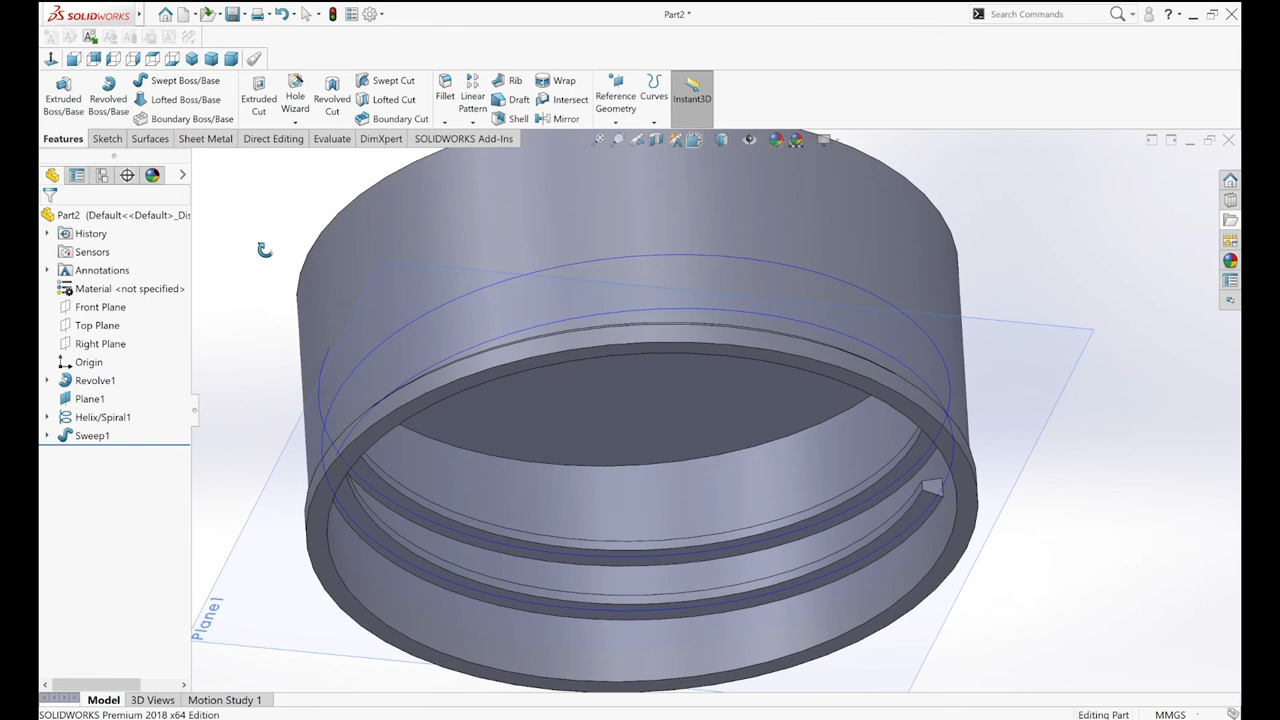 SOLIDWORKS
Part2 *
Search Commands
?
Extruded Boss/Base
Revolved Boss/Base
Swept Boss/Base
Lofted Boss/Base
Boundary Boss/Base
Extruded Cut
Hole Wizard
Revolved Cut
Swept Cut
Lofted Cut
Boundary Cut
Fillet
Linear Pattern
Rib
Draft
Shell
Wrap
Intersect
Mirror
Reference Geometry
Curves
Instant3D
Features
Sketch
Surfaces
Sheet Metal
Direct Editing
Evaluate
DimXpert
SOLIDWORKS Add-Ins
Part2 (Default<<Default>_Dis
History
Sensors
Annotations
Material <not specified>
Front Plane
Top Plane
Right Plane
Origin
Revolve1
Plane1
Helix/Spiral1
Sweep1
Plane1
Model
3D Views
Motion Study 1
SOLIDWORKS Premium 2018 x64 Edition
Editing Part
MMGS